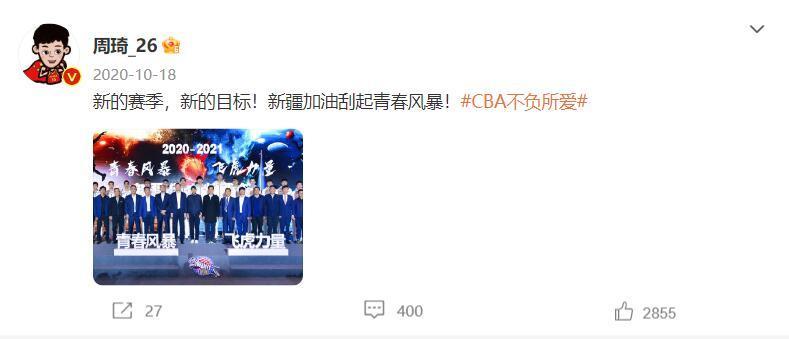 周琦_26
2020-10-18
新的赛季，新的目标！新疆加油刮起青春风暴！#CBA不负所爱#
2020-2021
青春风暴 飞虎力量
青春风暴 飞虎力量
27 400 2855